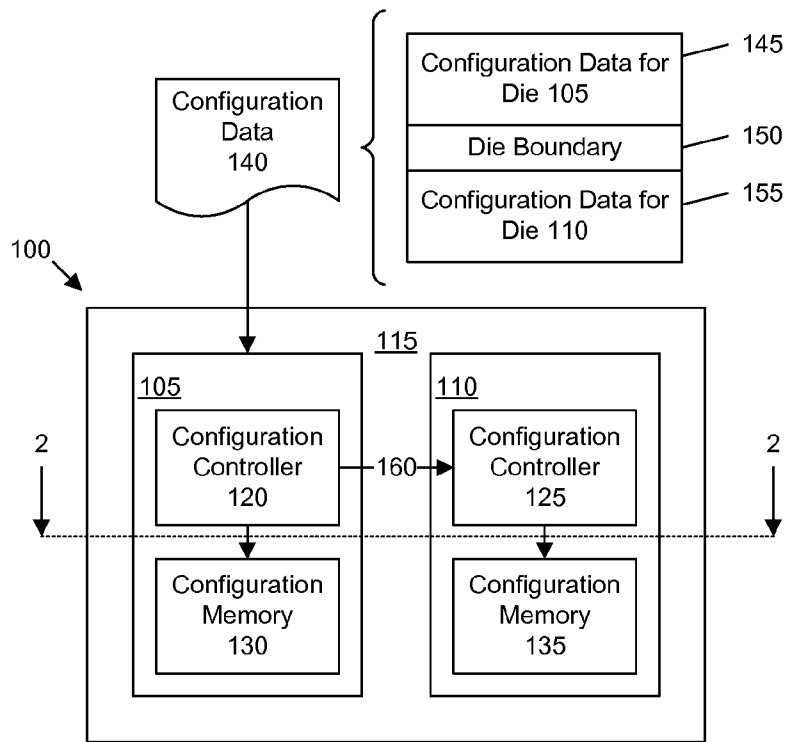 Configuration
Data
140
Configuration Data for
Die 105
145
Die Boundary
150
Configuration Data for
Die 110
155
100
115
105
110
Configuration
Controller
120
160
Configuration
Controller
125
2
2
Configuration
Memory
130
Configuration
Memory
135